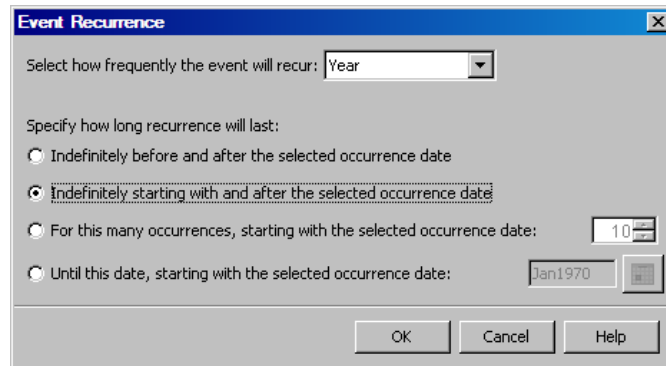 Event Recurrence
Select how frequently the event will recur: Year
Specify how long recurrence will last:
Indefinitely before and after the selected occurrence date
Indefinitely starting with and after the selected occurrence date
For this many occurrences, starting with the selected occurrence date: 10
Until this date, starting with the selected occurrence date: Jan1970
OK Cancel Help